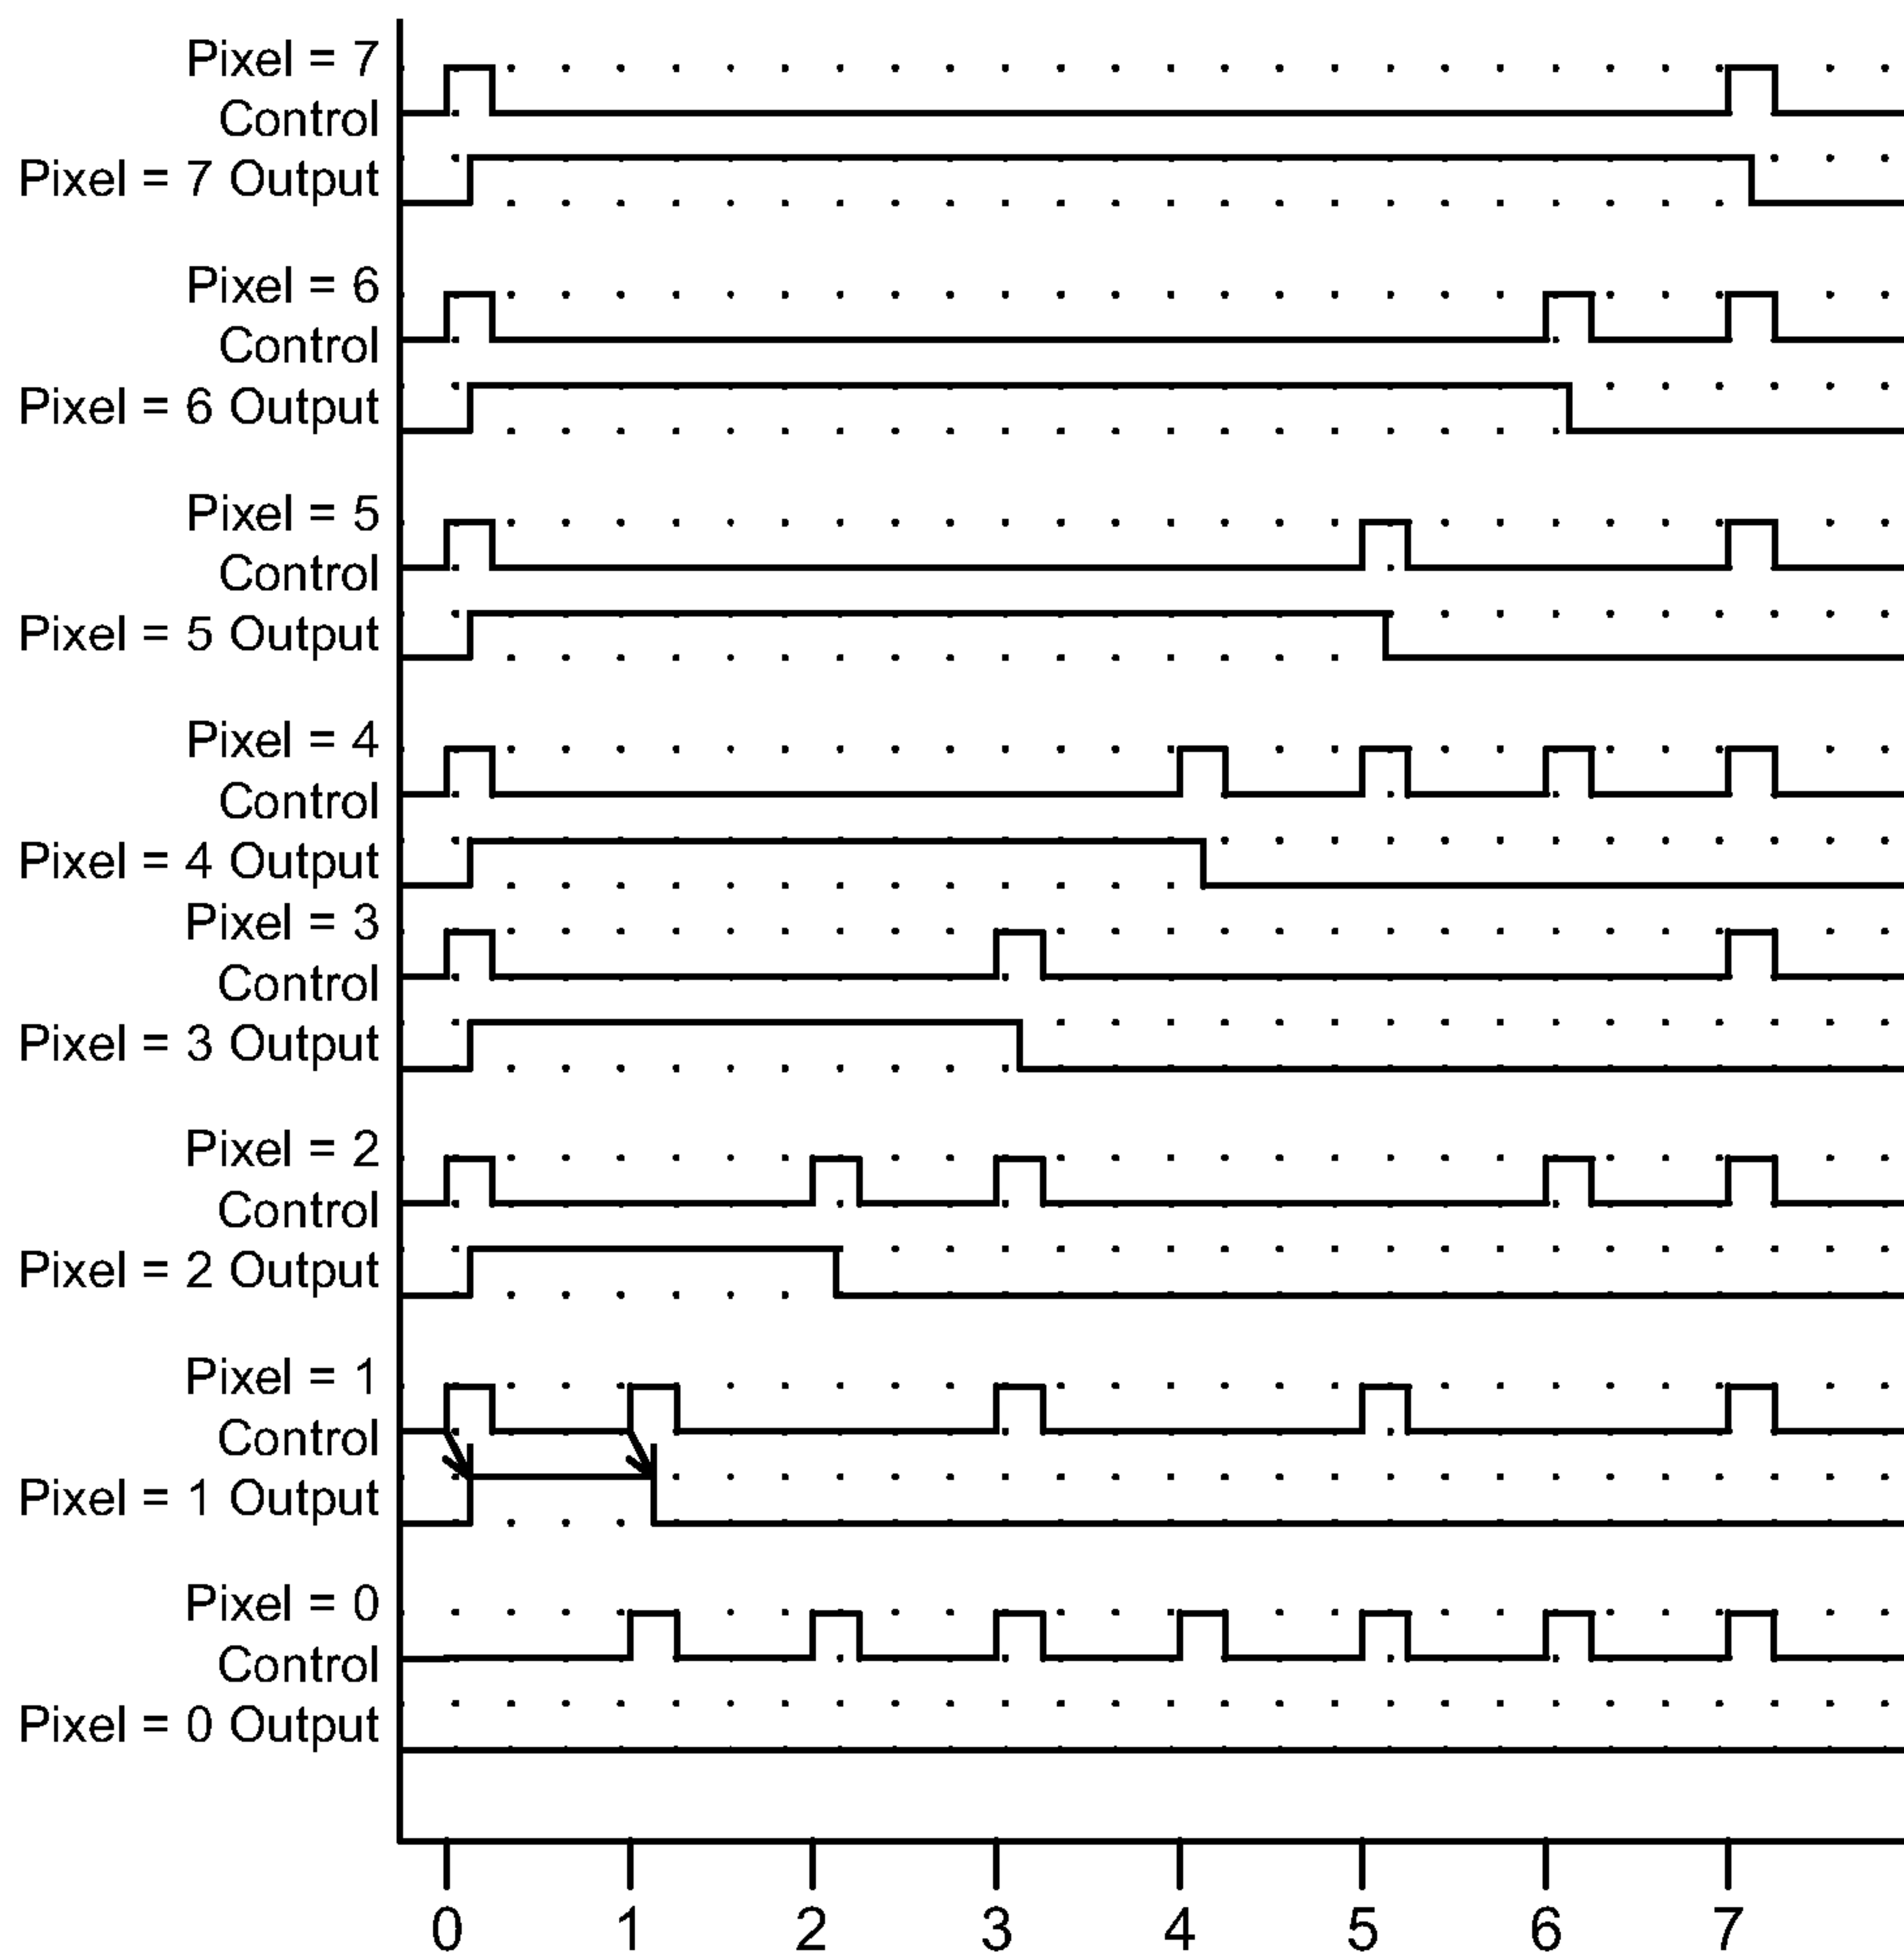 Pixel = 7
Control
Pixel = 7 Output
Pixel = 6
Control
Pixel = 6 Output
Pixel = 5
Control
Pixel = 5 Output
Pixel = 4
Control
Pixel = 4 Output
Pixel = 3
Control
Pixel = 3 Output
Pixel = 2
Control
Pixel = 2 Output
Pixel = 1
Control
Pixel = 1 Output
Pixel = 0
Control
Pixel = 0 Output
0 1 2 3 4 5 6 7